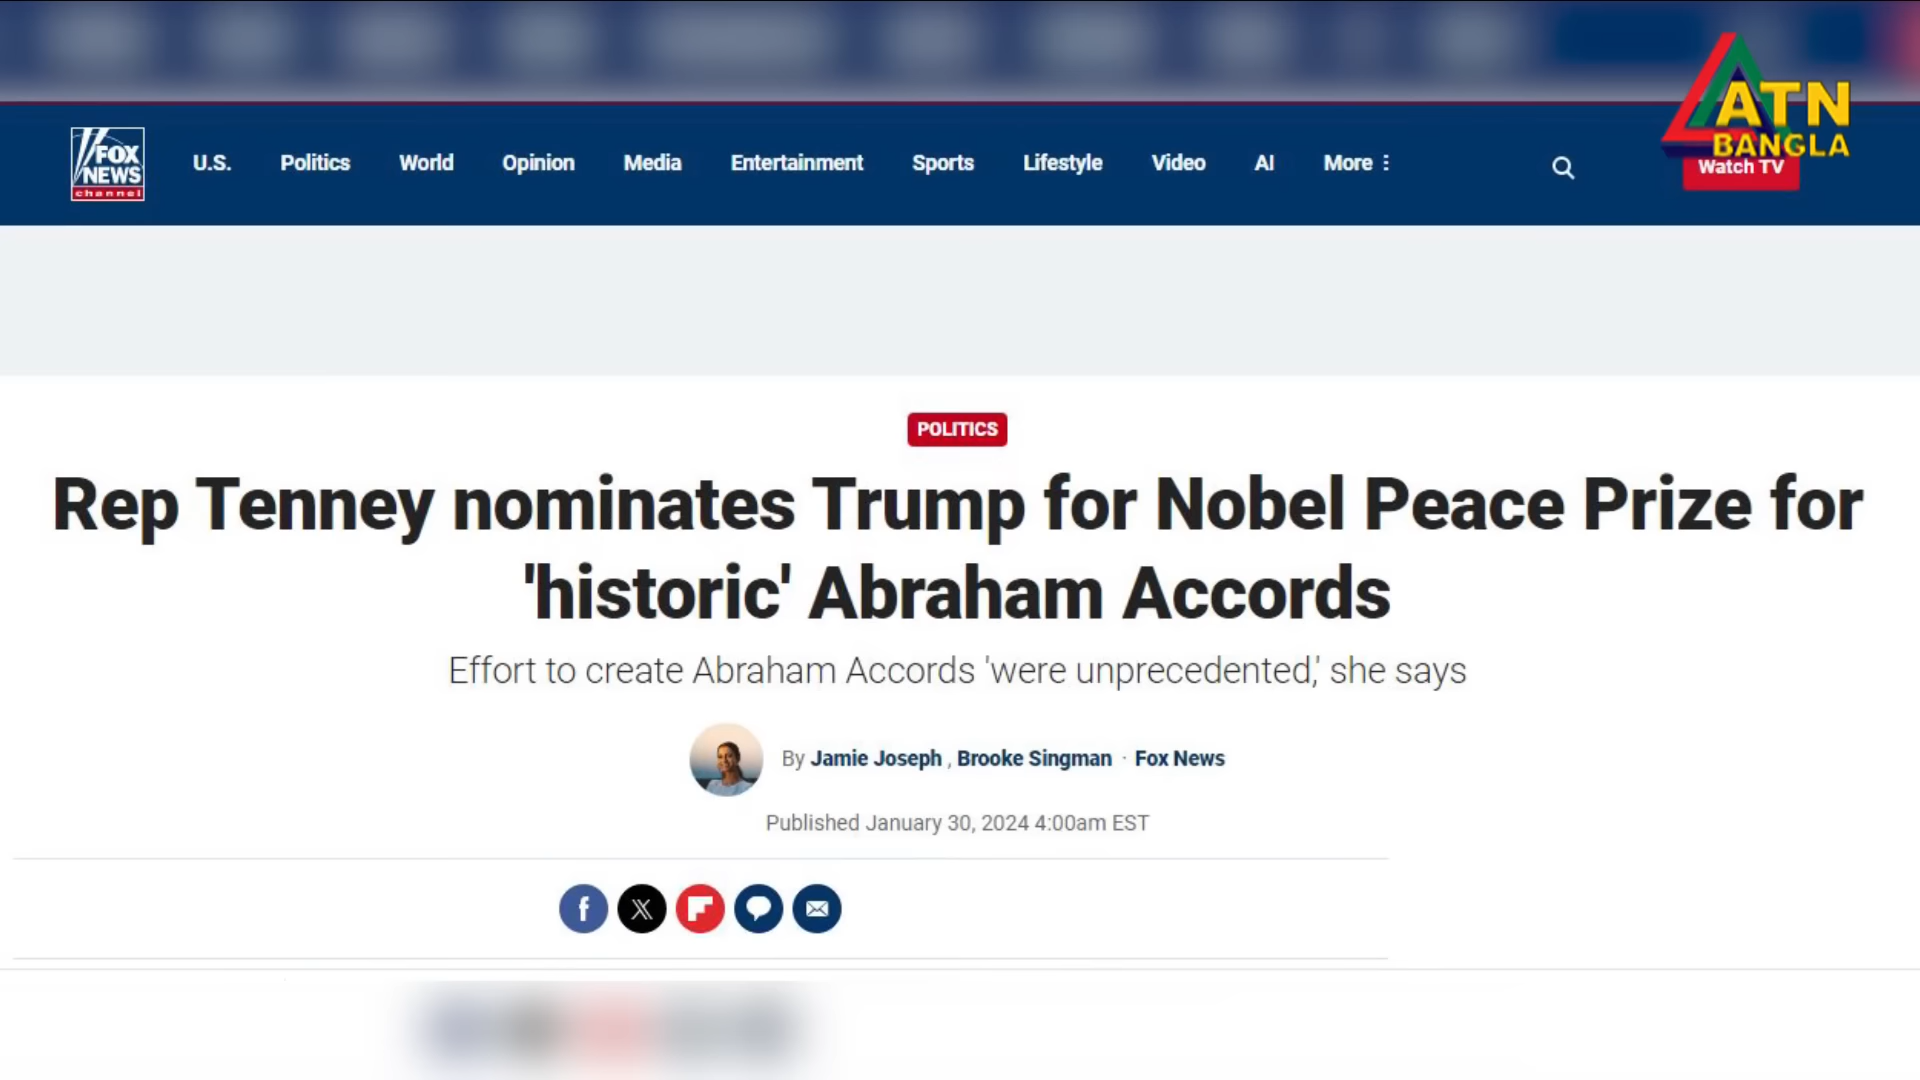 ATN
BANGLA
FOX
NEWS
channel
U.S. Politics World Opinion Media Entertainment Sports Lifestyle Video AI More
Watch TV
POLITICS
Rep Tenney nominates Trump for Nobel Peace Prize for
'historic' Abraham Accords
Effort to create Abraham Accords 'were unprecedented,' she says
By Jamie Joseph , Brooke Singman · Fox News
Published January 30, 2024 4:00am EST